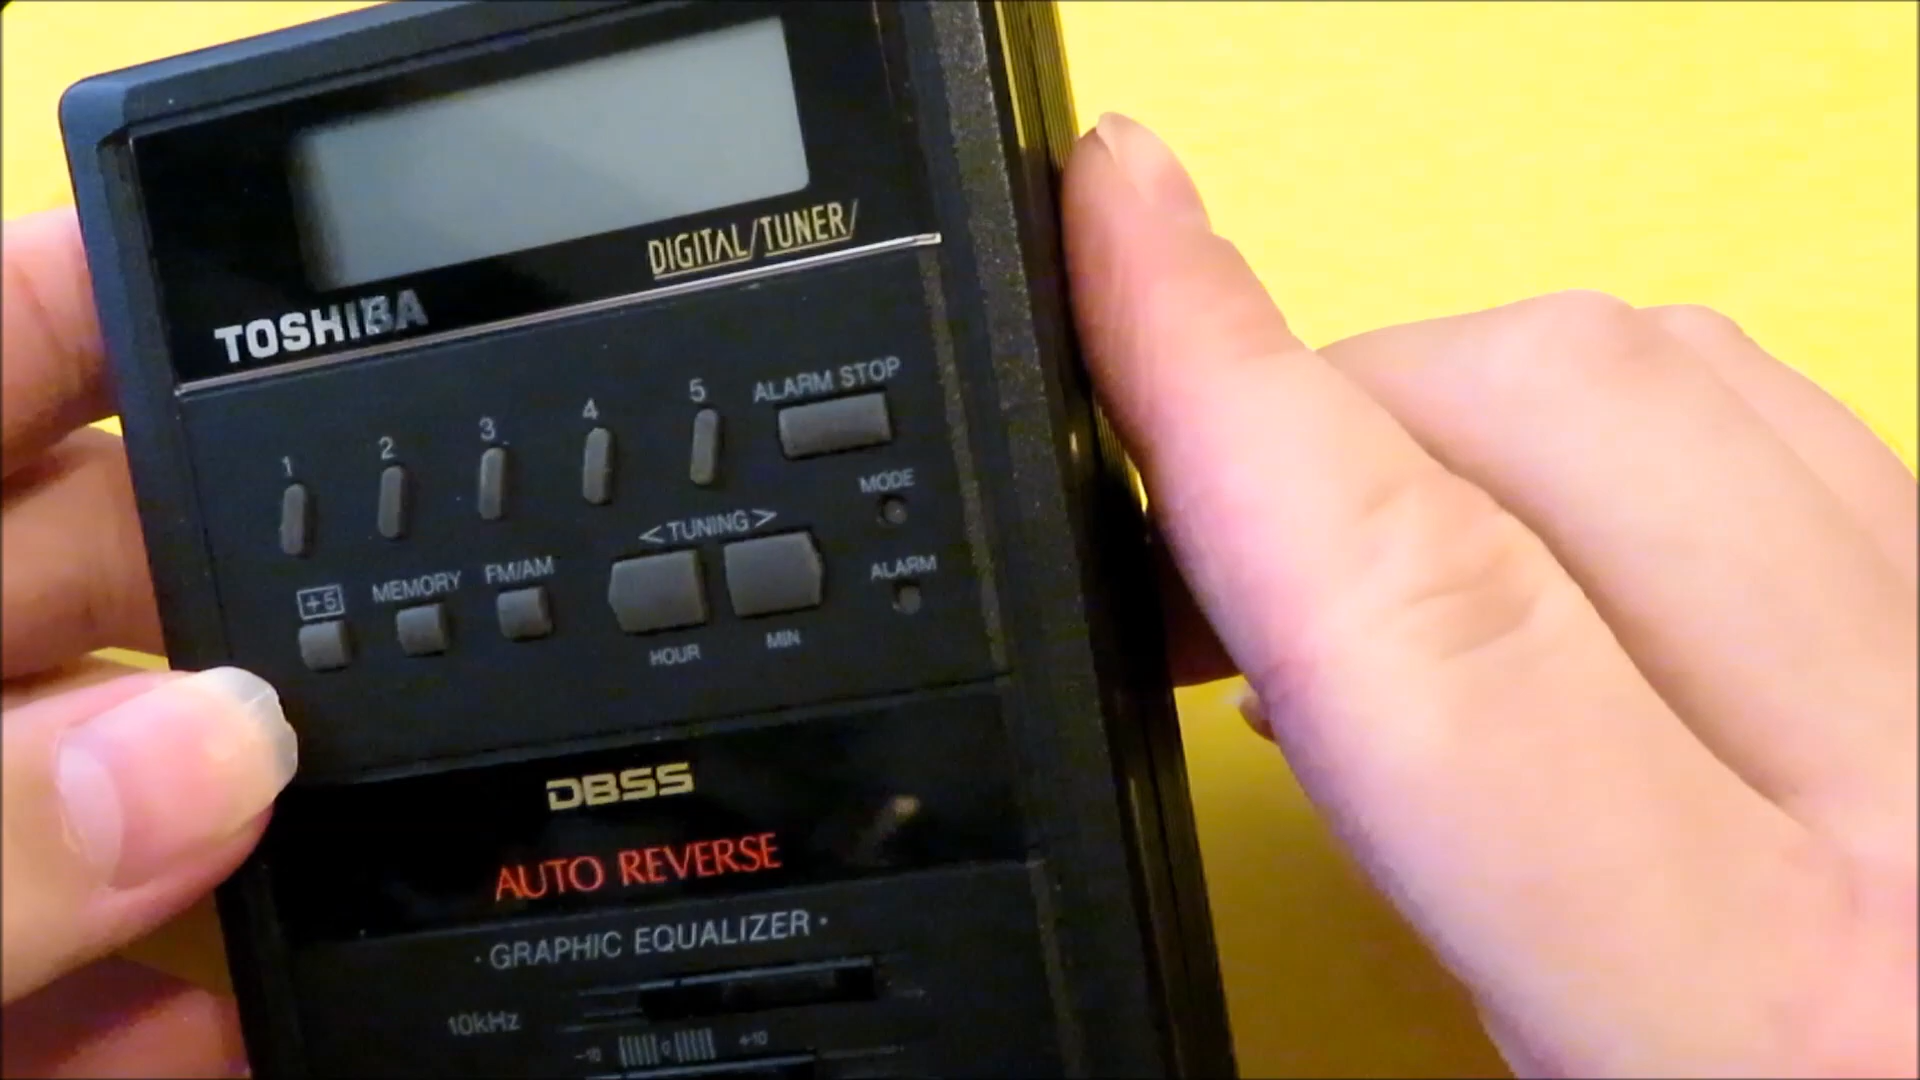 DIGITAL/TUNER/
TOSHIBA
1 2 3 4 5 ALARM STOP
MODE
< TUNING >
+5 MEMORY FM/AM ALARM
HOUR MIN
DBSS
AUTO REVERSE
· GRAPHIC EQUALIZER ·
10kHz
-10 0 +10